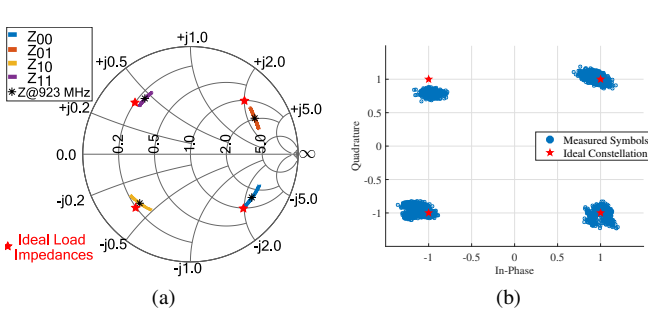 Z00
Z01
Z10
Z11
Z@923 MHz
+j1.0
+j0.5
+j2.0
+j0.2
+j5.0
0.0
0.2
0.5
1.0
2.0
5.0
∞
-j0.2
-j5.0
-j0.5
-j2.0
-j1.0
Ideal Load
Impedances
(a)
1
0.5
0
-0.5
-1
Quadrature
-1
-0.5
0
0.5
1
In-Phase
Measured Symbols
Ideal Constellation
(b)